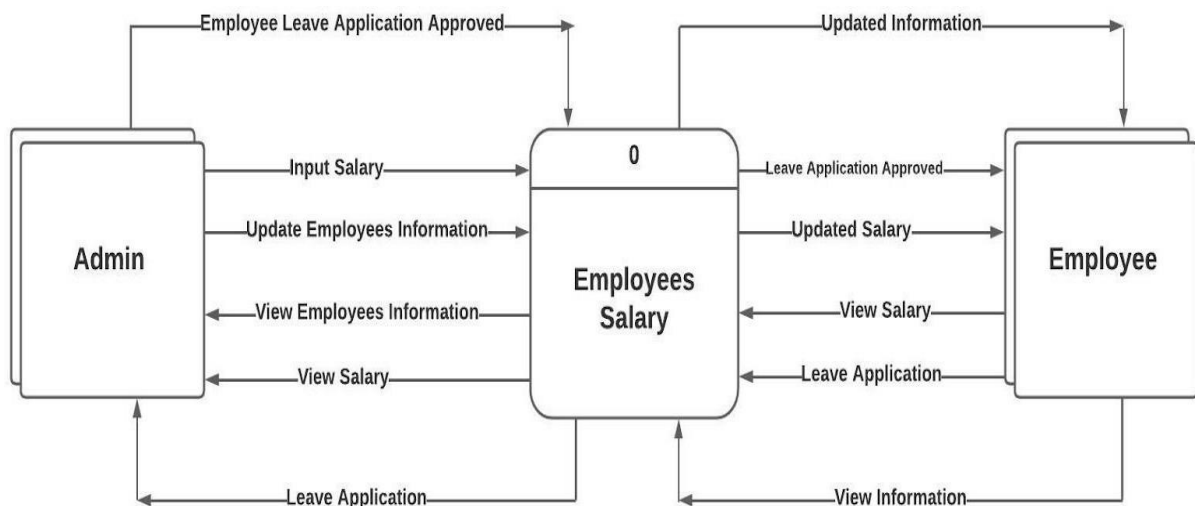 Employee Leave Application Approved
Updated Information
0
Input Salary
Leave Application Approved
Update Employees Information
Updated Salary
Admin
Employees
Salary
Employee
View Employees Information
View Salary
View Salary
Leave Application
Leave Application
View Information